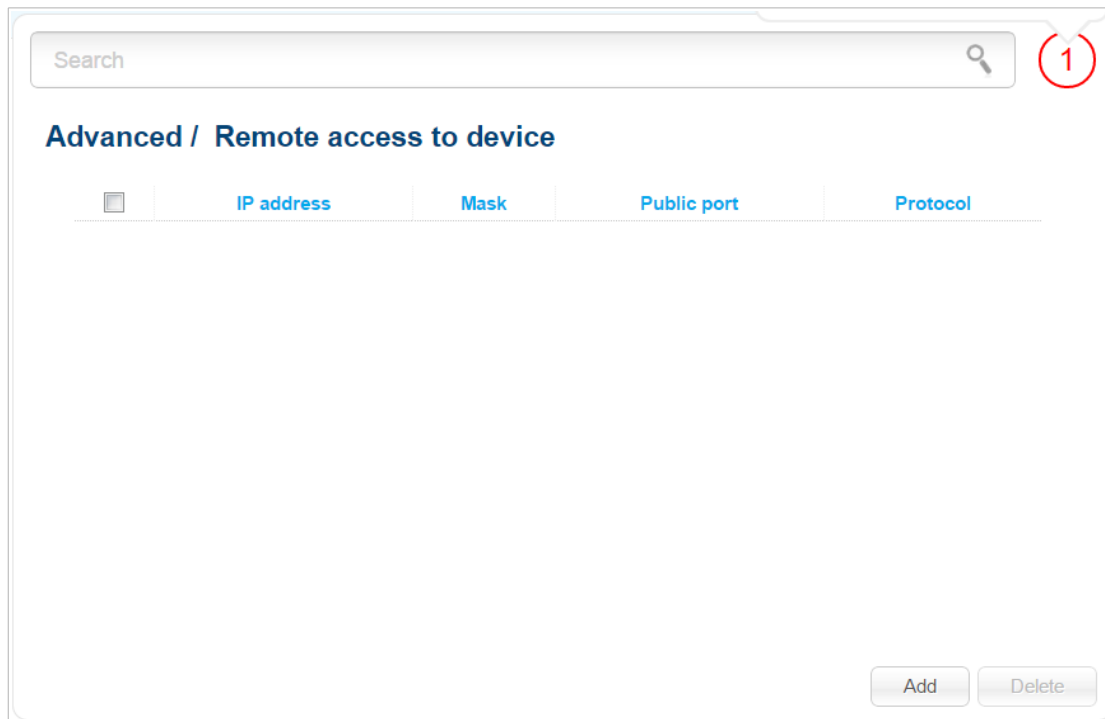 Search
1
Advanced / Remote access to device
IP address Mask Public port Protocol
Add Delete